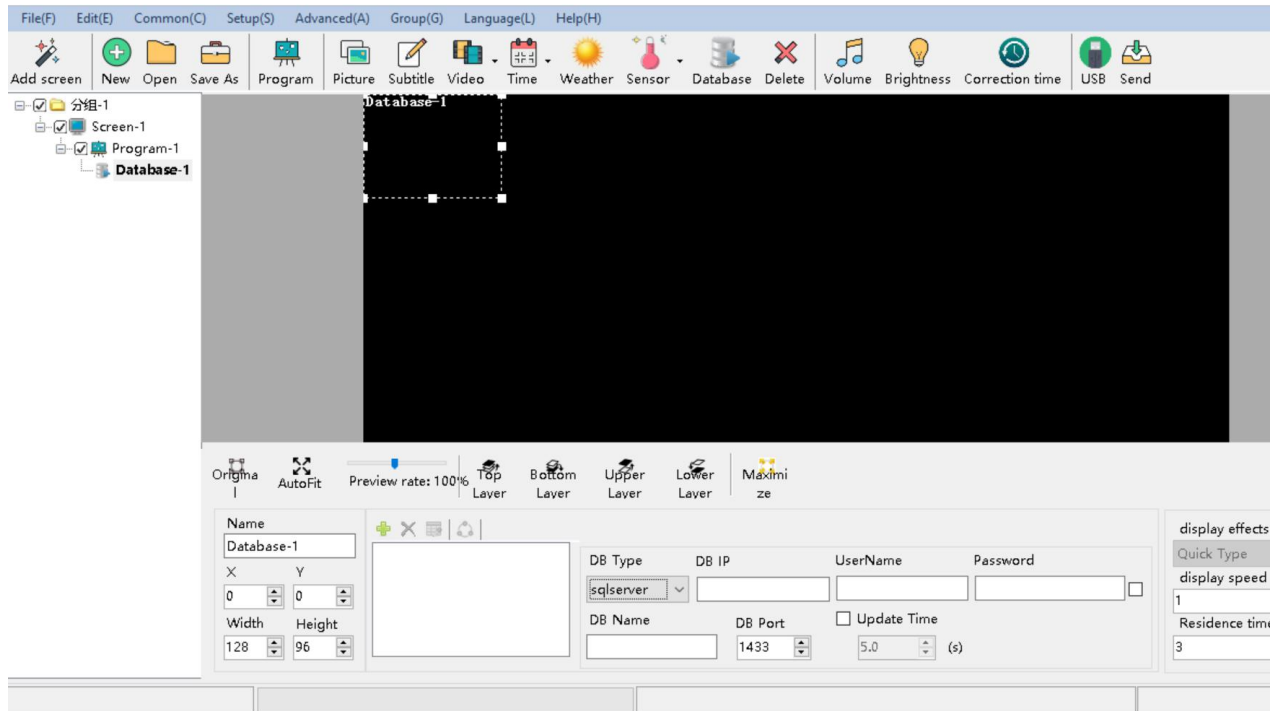 File(F) Edit(E) Common(C) Setup(S) Advanced(A) Group(G) Language(L) Help(H)
Add screen New Open Save As Program Picture Subtitle Video Time Weather Sensor Database Delete Volume Brightness Correction time USB Send
分组-1
Screen-1
Program-1
Database-1
Database-1
Origina
l
AutoFit
Preview rate: 100%
Top
Layer
Bottom
Layer
Upper
Layer
Lower
Layer
Maximi
ze
Name
Database-1
X Y
0 0
Width Height
128 96
DB Type DB IP UserName Password
sqlserver
DB Name DB Port Update Time
1433 5.0 (s)
display effects
Quick Type
display speed
1
Residence time
3